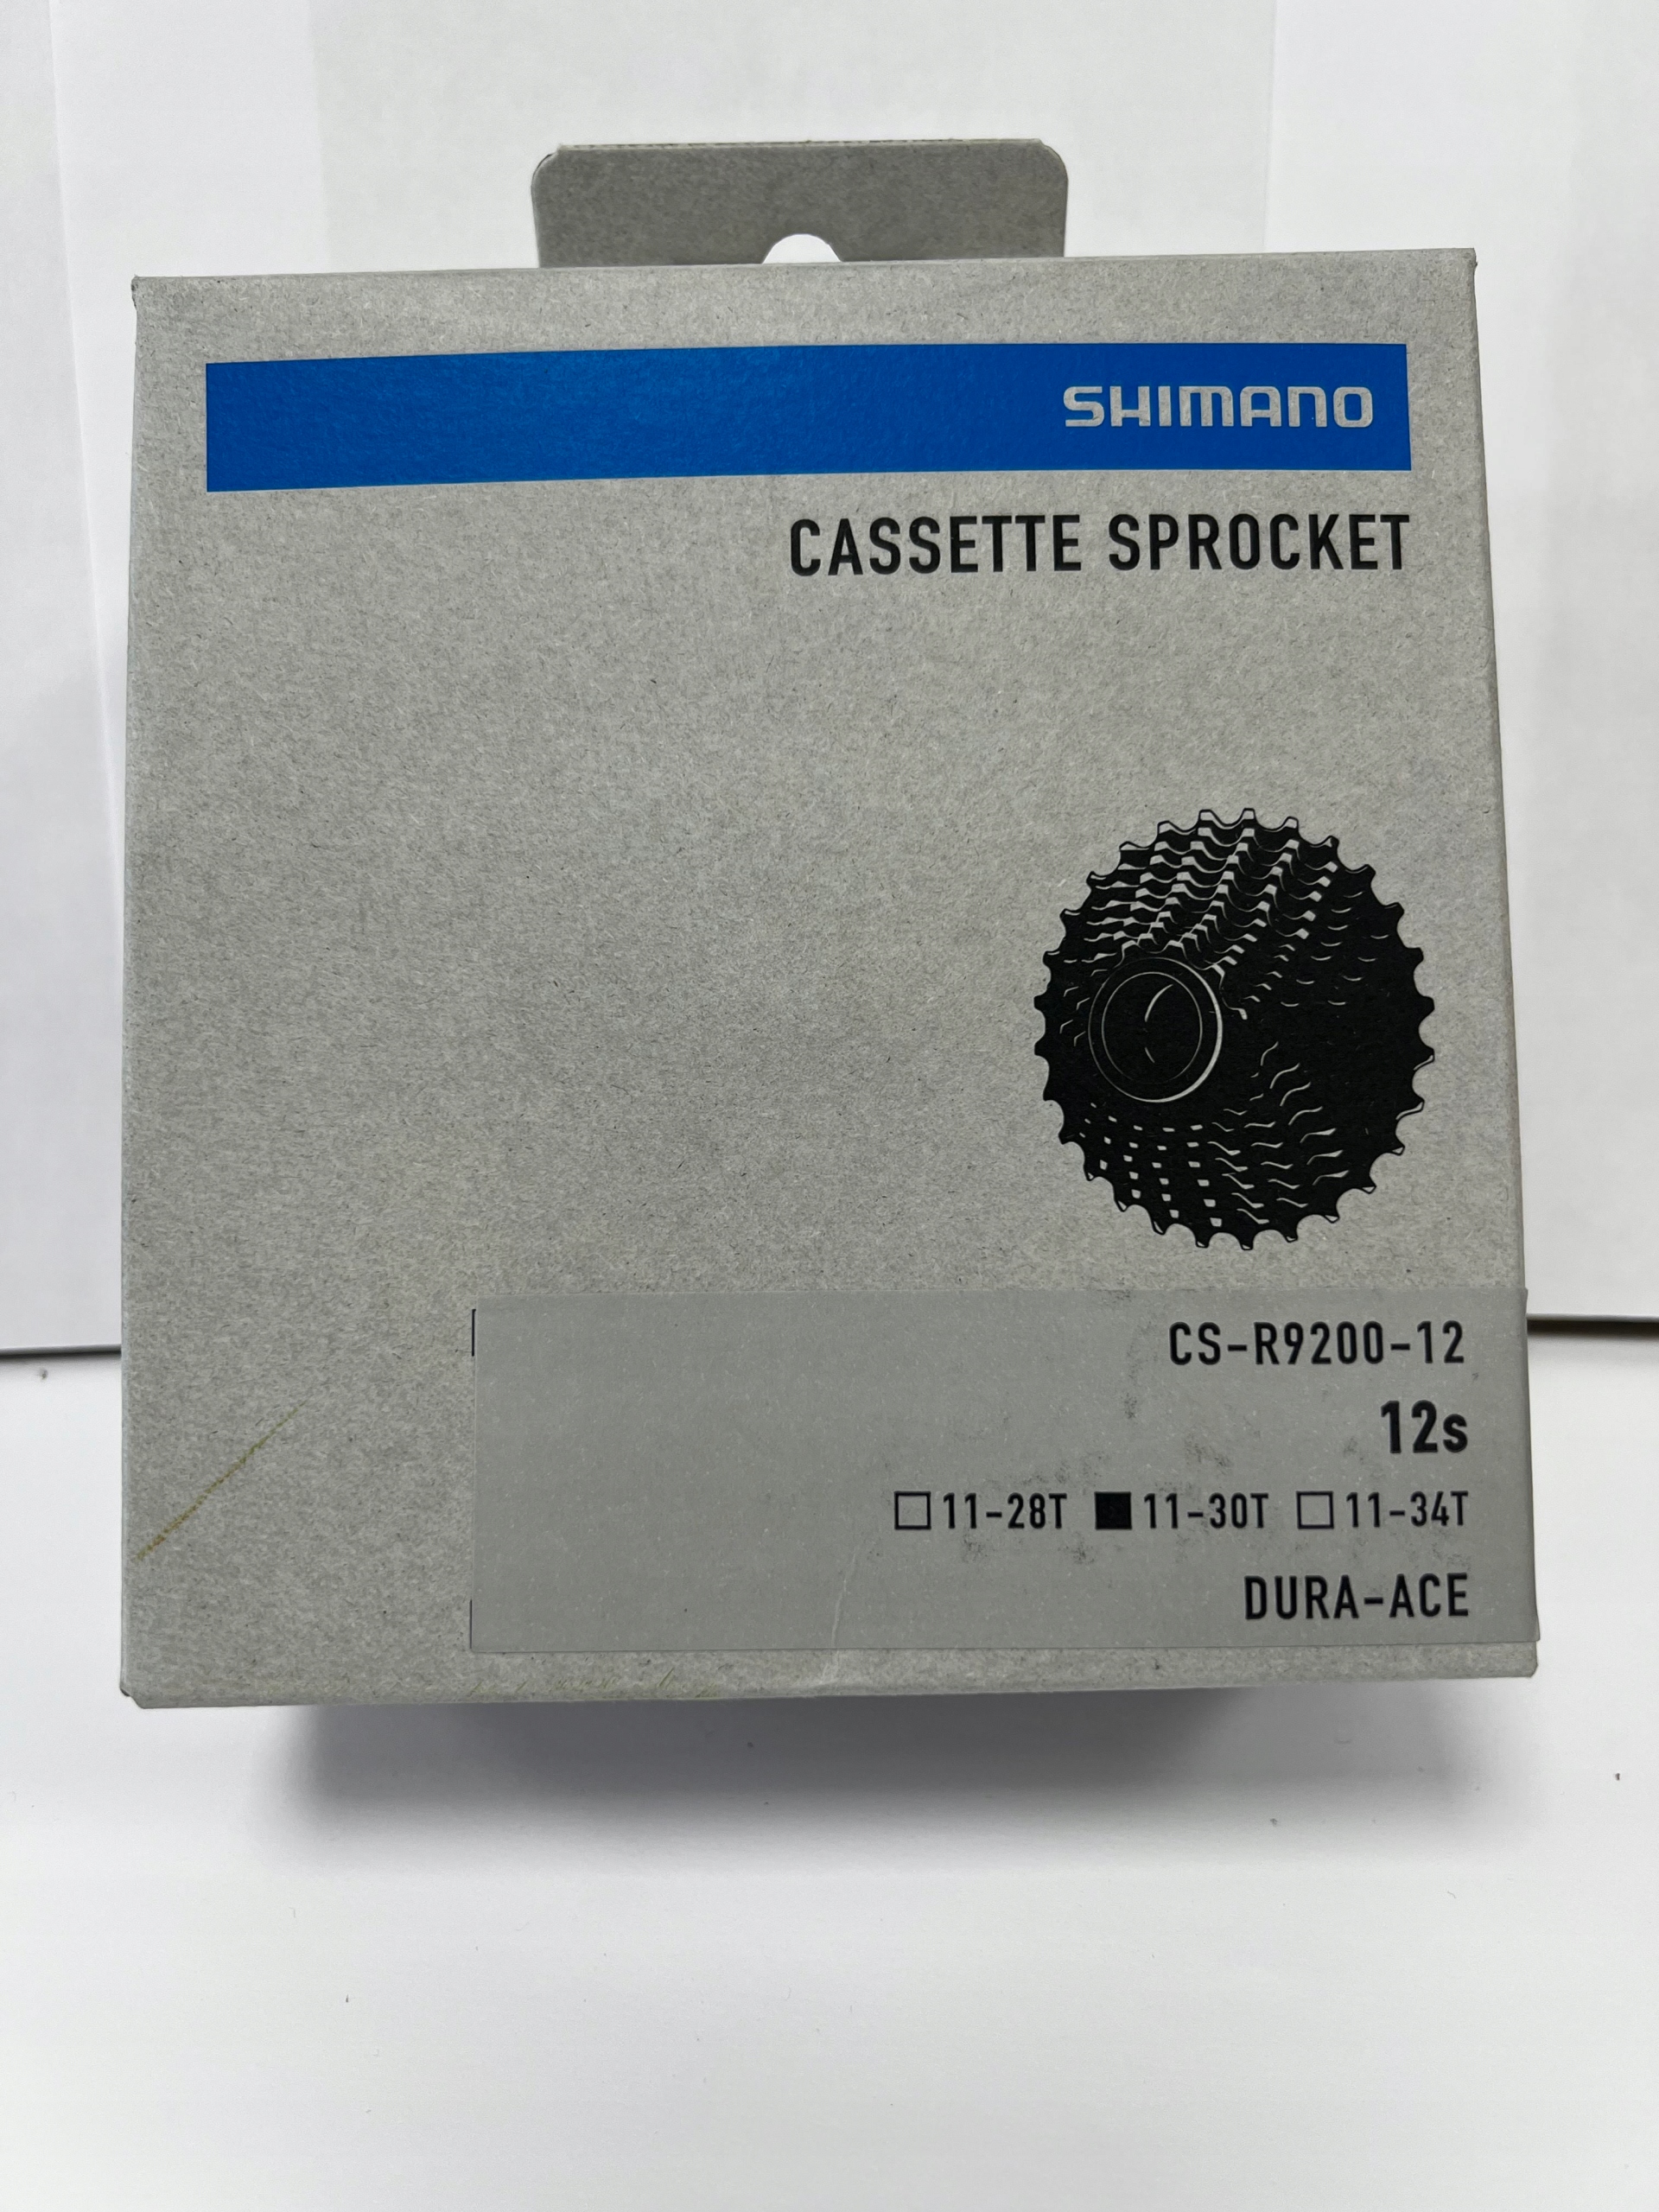 SHIMANO
CASSETTE SPROCKET
CS-R9200-12
12s
□11-28T ■11-30T □11-34T
DURA-ACE